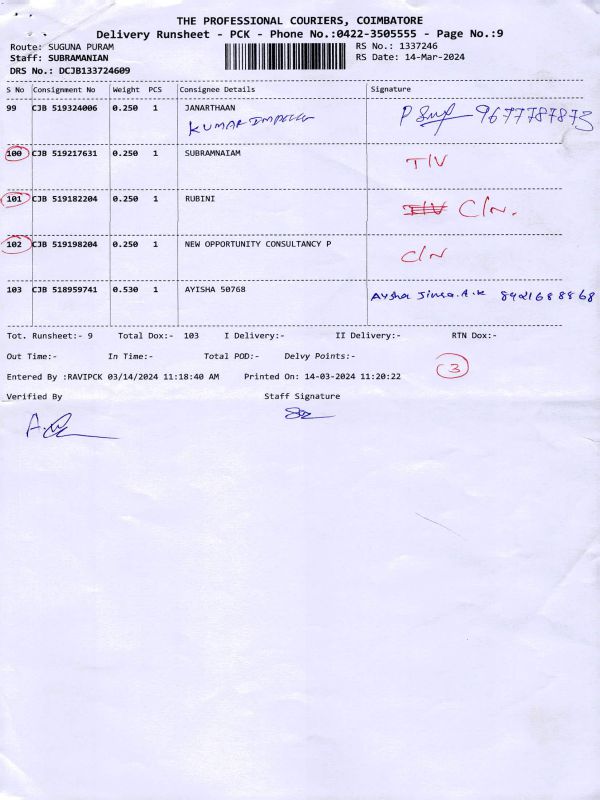 THE PROFESSIONAL COURIERS, COIMBATORE
Delivery Runsheet - PCK - Phone No.:0422-3505555 - Page No.:9
Route: SUGUNA PURAM RS No.: 1337246
Staff: SUBRAMANIAN RS Date: 14-Mar-2024
DRS No.: DCJB133724609
S No Consignment No Weight PCS Consignee Details Signature
99 CJB 519324006 0.250 1 JANARTHAAN 9677787873
KUMAR
100 CJB 519217631 0.250 1 SUBRAMNAIAM T/V
101 CJB 519182204 0.250 1 RUBINI C/N.
102 CJB 519198204 0.250 1 NEW OPPORTUNITY CONSULTANCY P C/N
103 CJB 518959741 0.530 1 AYISHA 50768 Aysha
Tot. Runsheet:- 9 Total Dox:- 103 I Delivery:- II Delivery:- RTN Dox:-
Out Time:- In Time:- Total POD:- Delvy Points:- 3
Entered By :RAVIPCK 03/14/2024 11:18:40 AM Printed On: 14-03-2024 11:20:22
Verified By Staff Signature